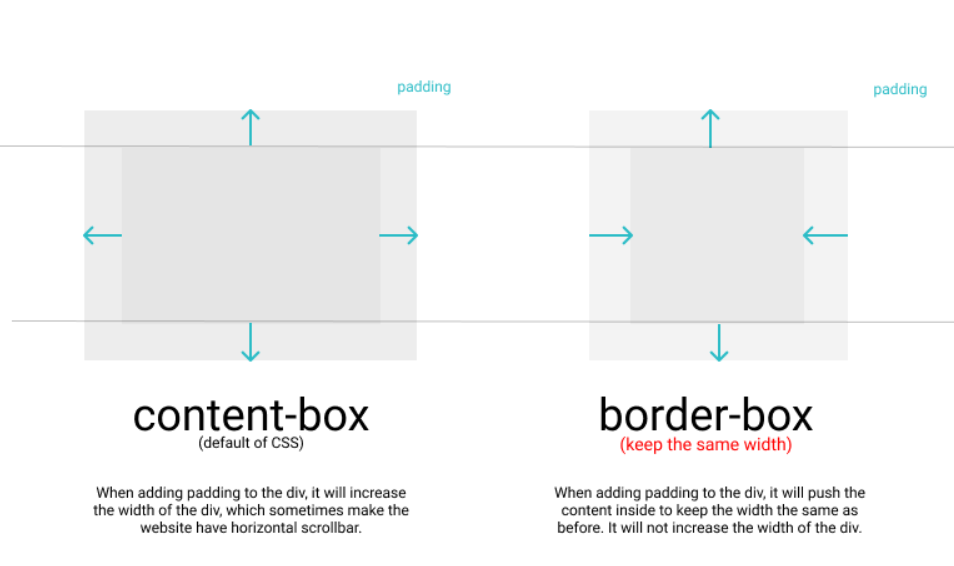 padding
padding
content-box
(default of CSS)
When adding padding to the div, it will increase
the width of the div, which sometimes make the
website have horizontal scrollbar.
border-box
(keep the same width)
When adding padding to the div, it will push the
content inside to keep the width the same as
before. It will not increase the width of the div.